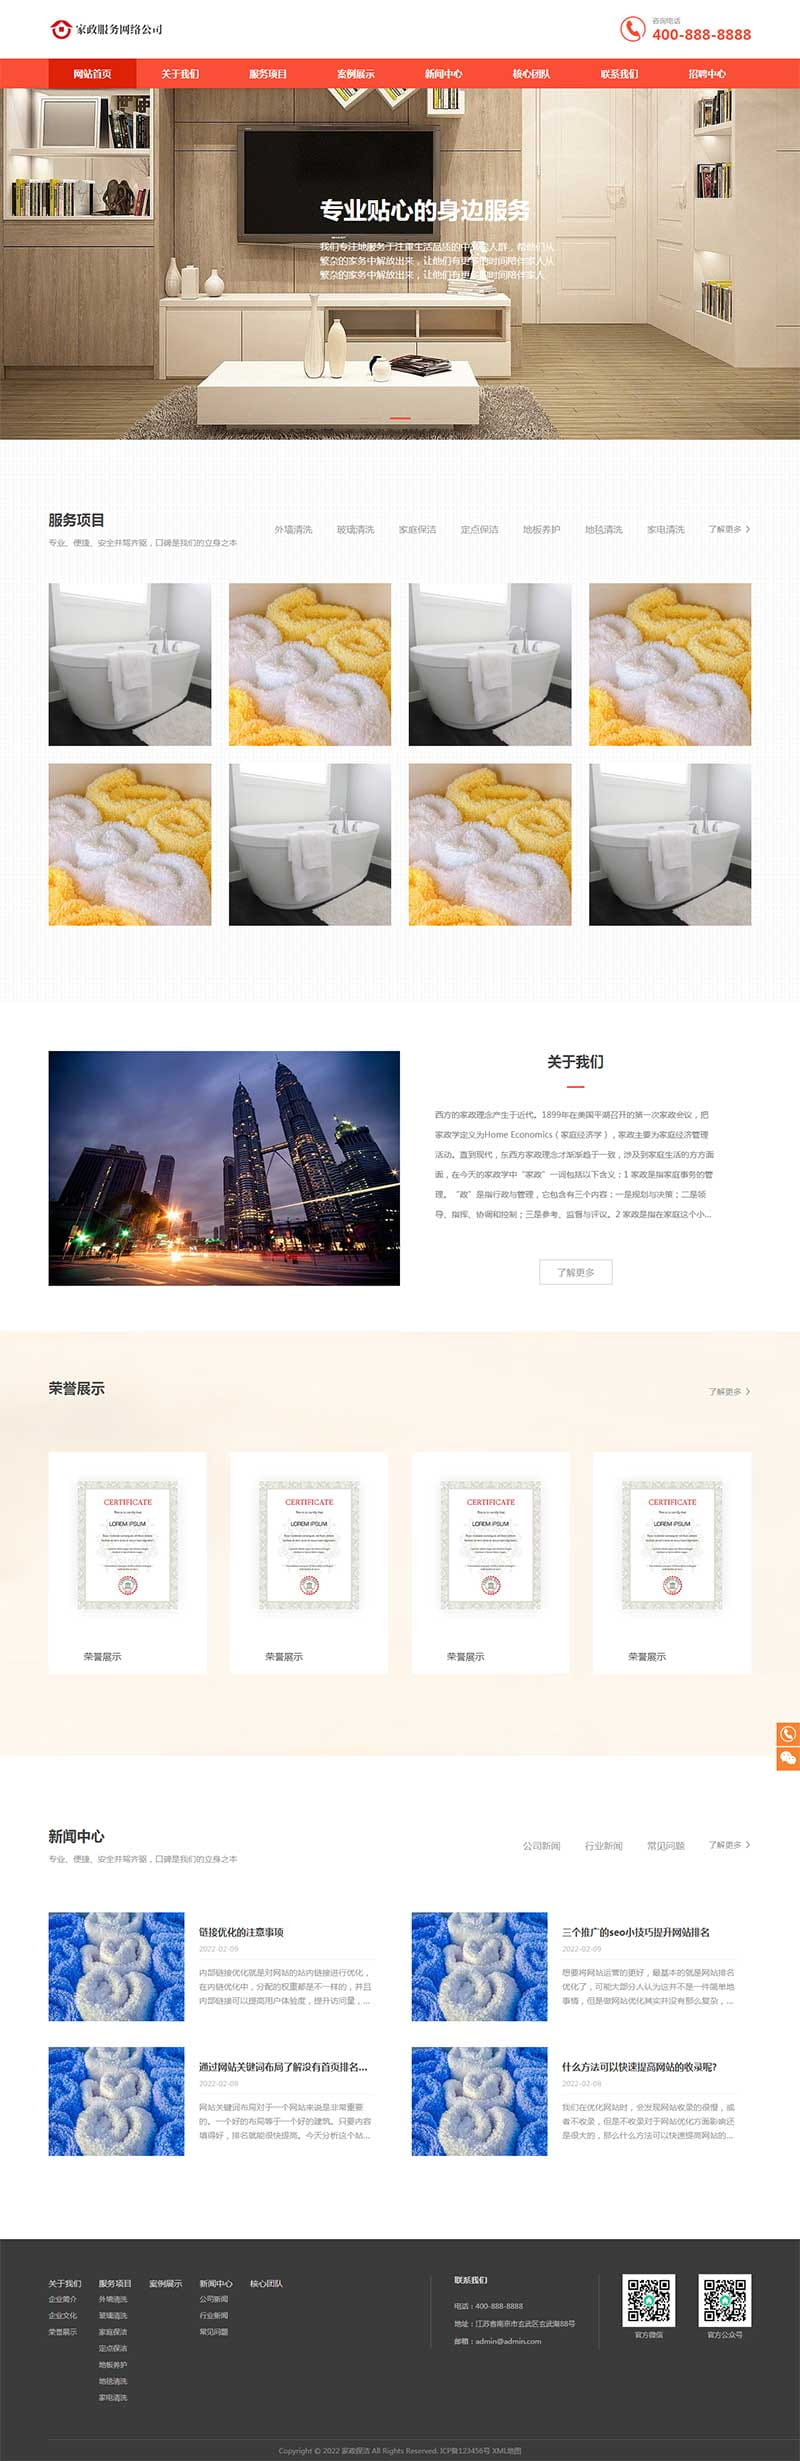 家政服务网络公司
咨询电话
400-888-8888
网站首页 关于我们 服务项目 案例展示 新闻中心 核心团队 联系我们 招聘中心
专业贴心的身边服务
我们专注地服务于注重生活品质的中 人群，帮他们从
繁杂的家务中解放出来，让他们有更多的时间陪伴家人从
繁杂的家务中解放出来，让他们有更多的时间陪伴家人
服务项目
专业、便捷、安全并驾齐驱，口碑是我们的立身之本
外墙清洗 玻璃清洗 家庭保洁 定点保洁 地板养护 地毯清洗 家电清洗 了解更多 >
关于我们
西方的家政理念产生于近代。1899年在美国平湖召开的第一次家政会议，把
家政学定义为Home Economics（家庭经济学），家政主要为家庭经济管理
活动。直到现代，东西方家政理念才渐渐趋于一致，涉及到家庭生活的方方面
面，在今天的家政学中“家政”一词包括以下含义：1 家政是指家庭事务的管
理。“政”是指行政与管理，它包含有三个内容：一是规划与决策；二是领
导、指挥、协调和控制；三是参考、监督与评议。2 家政是指在家庭这个小...
了解更多
荣誉展示
了解更多 >
CERTIFICATE
This is to certify that
LOREM IPSUM
荣誉展示
CERTIFICATE
This is to certify that
LOREM IPSUM
荣誉展示
CERTIFICATE
This is to certify that
LOREM IPSUM
荣誉展示
CERTIFICATE
This is to certify that
LOREM IPSUM
荣誉展示
新闻中心
专业、便捷、安全并驾齐驱，口碑是我们的立身之本
公司新闻 行业新闻 常见问题 了解更多 >
链接优化的注意事项
2022-02-09
内部链接优化就是对网站的站内链接进行优化，
在内链优化中，分配的权重都是不一样的，并且
内部链接可以提高用户体验度，提升访问量，...
三个推广的seo小技巧提升网站排名
2022-02-09
想要将网站运营的更好，最基本的就是网站排名
优化了，可能大部分人认为这并不是一件简单地
事情，但是做网站优化其实并没有那么复杂，...
通过网站关键词布局了解没有首页排名...
2022-02-08
网站关键词布局对于一个网站来说是非常重要
的。一个好的布局等于一个好的建筑。只要内容
填得好，排名就能很快提高。今天分析这个站...
什么方法可以快速提高网站的收录呢?
2022-02-08
我们在优化网站时，会发现网站收录的很慢，或
者不收录，但是不收录对于网站优化方面影响还
是很大的，那么什么方法可以快速提高网站的...
关于我们
企业简介
企业文化
荣誉展示
服务项目
外墙清洗
玻璃清洗
家庭保洁
定点保洁
地板养护
地毯清洗
家电清洗
案例展示
新闻中心
公司新闻
行业新闻
常见问题
核心团队
联系我们
电话：400-888-8888
地址：江苏省南京市玄武区玄武湖88号
邮箱：admin@admin.com
官方微信
官方公众号
Copyright © 2022 家政保洁 All Rights Reserved. ICP备123456号 XML地图